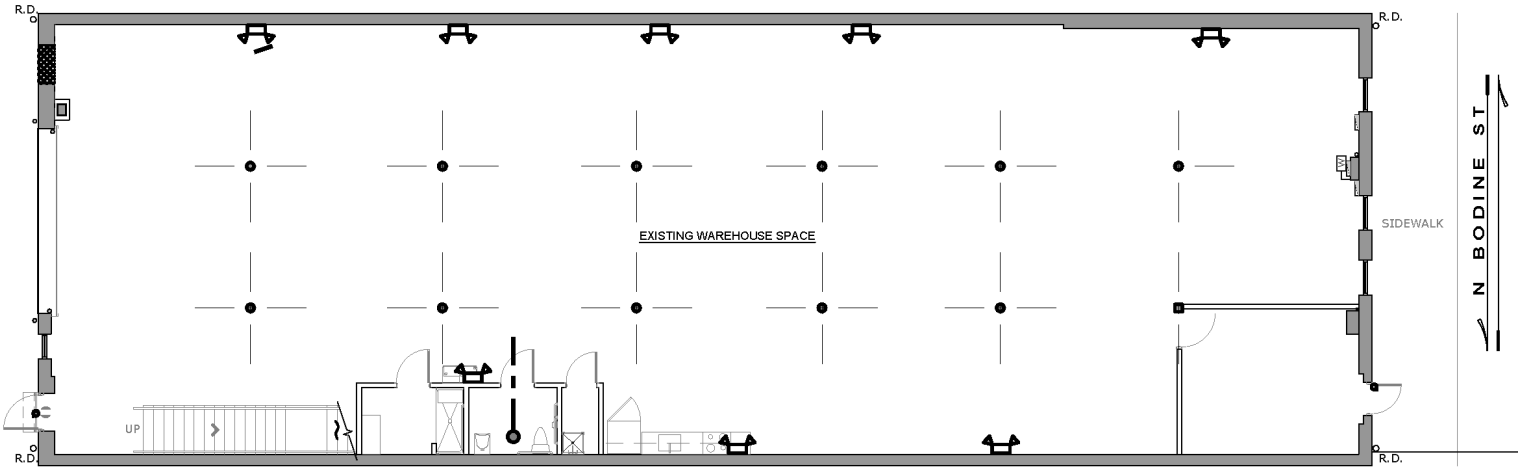 R.D.
R.D.
EXISTING WAREHOUSE SPACE
SIDEWALK
N BODINE ST
W
UP
R.D.
R.D.